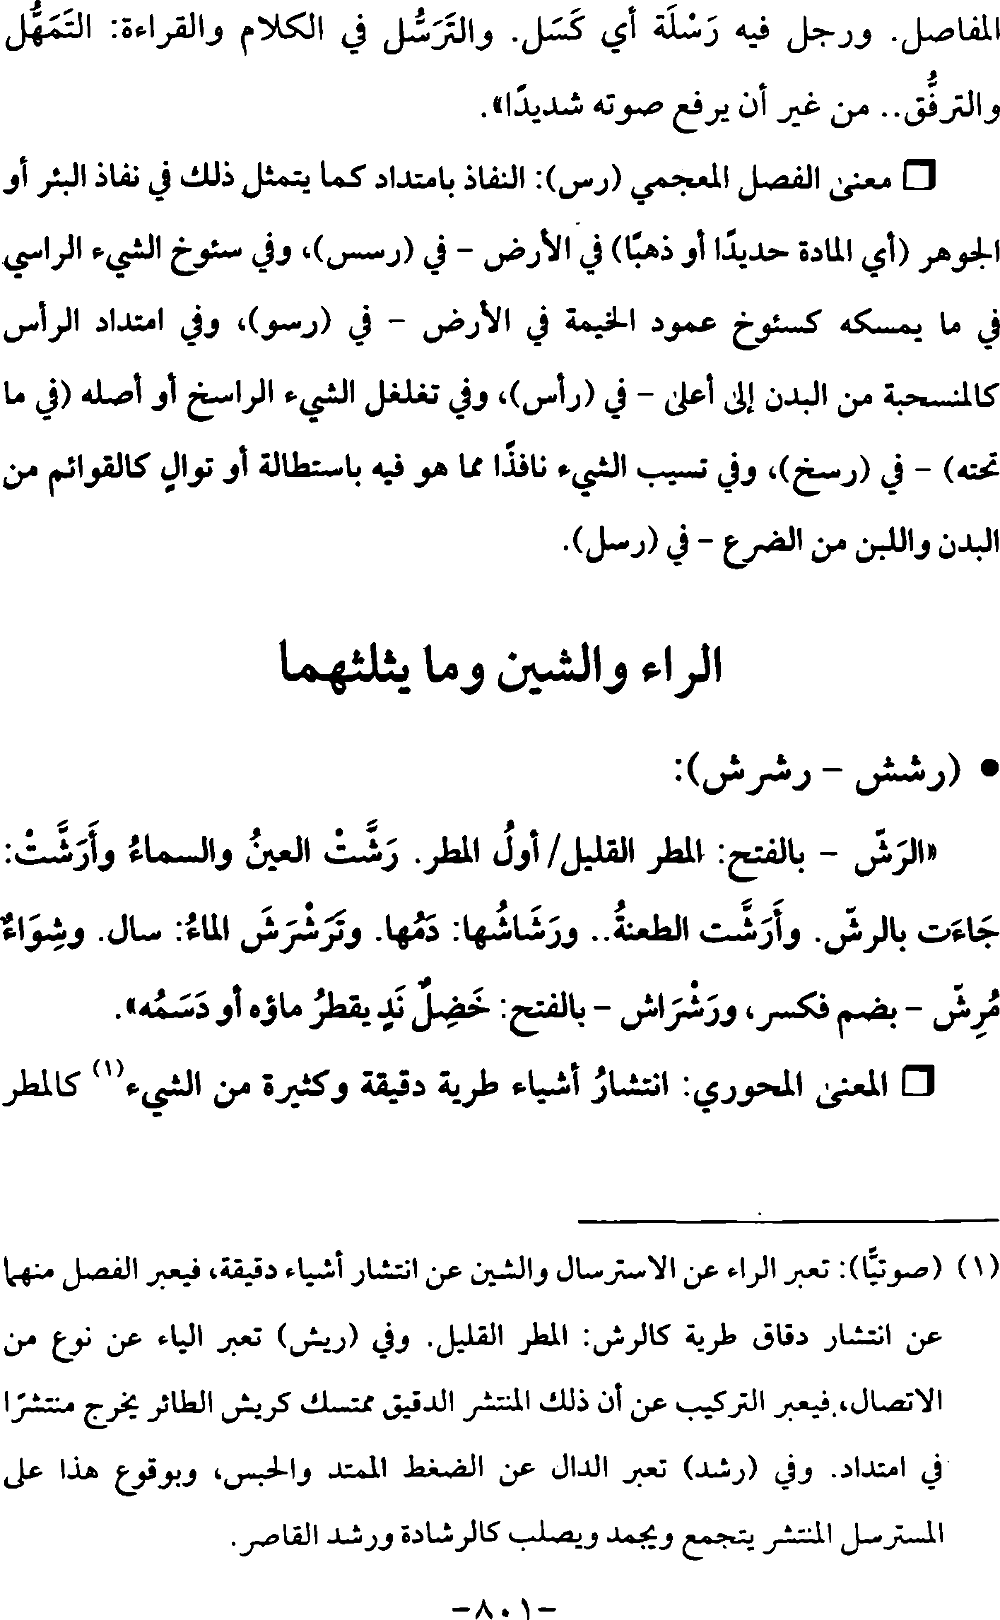 المفاصل. ورجل فيه رَسْلَة أي كَسَل. والتَرَسُّل في الكلام والقراءة: التَمَهُّل
والترفُّق.. من غير أن يرفع صوته شديدًا».
□ معنى الفصل المعجمي (رس): النفاذ بامتداد كما يتمثل ذلك في نفاذ البئر أو
الجوهر (أي المادة حديدًا أو ذهبًا) في الأرض - في (رسس)، وفي سئوخ الشيء الراسي
في ما يمسكه كسئوخ عمود الخيمة في الأرض - في (رسو)، وفي امتداد الرأس
كالمنسحبة من البدن إلى أعلى - في (رأس)، وفي تغلغل الشيء الراسخ أو أصله (في ما
تحته) - في (رسخ)، وفي تسيب الشيء نافذًا مما هو فيه باستطالة أو توالٍ كالقوائم من
البدن واللبن من الضرع - في (رسل).
الراء والشين وما يثلثهما
• (رشش - رشرش):
«الرَشّ - بالفتح: المطر القليل/ أولُ المطر. رَشَّتْ العينُ والسماءُ وأَرَشَّتْ:
جَاءَت بالرشّ. وأَرَشَّت الطعنةُ.. ورَشَاشُها: دَمُها. وتَرَشْرَشَ الماءُ: سال. وشِوَاءٌ
مُرِشّ - بضم فكسر، ورَشْرَاش - بالفتح: خَضِلٌ نَدٍ يقطرُ ماؤه أو دَسَمُه».
□ المعنى المحوري: انتشارُ أشياء طرية دقيقة وكثيرة من الشيء(١) كالمطر
(١) (صوتيًّا): تعبر الراء عن الاسترسال والشين عن انتشار أشياء دقيقة، فيعبر الفصل منهما
عن انتشار دقاق طرية كالرش: المطر القليل. وفي (ريش) تعبر الياء عن نوع من
الاتصال، فيعبر التركيب عن أن ذلك المنتشر الدقيق ممتسك كريش الطائر يخرج منتشرًا
في امتداد. وفي (رشد) تعبر الدال عن الضغط الممتد والحبس، وبوقوع هذا على
المسترسل المنتشر يتجمع ويجمد ويصلب كالرشادة ورشد القاصر.
-٨٠١-